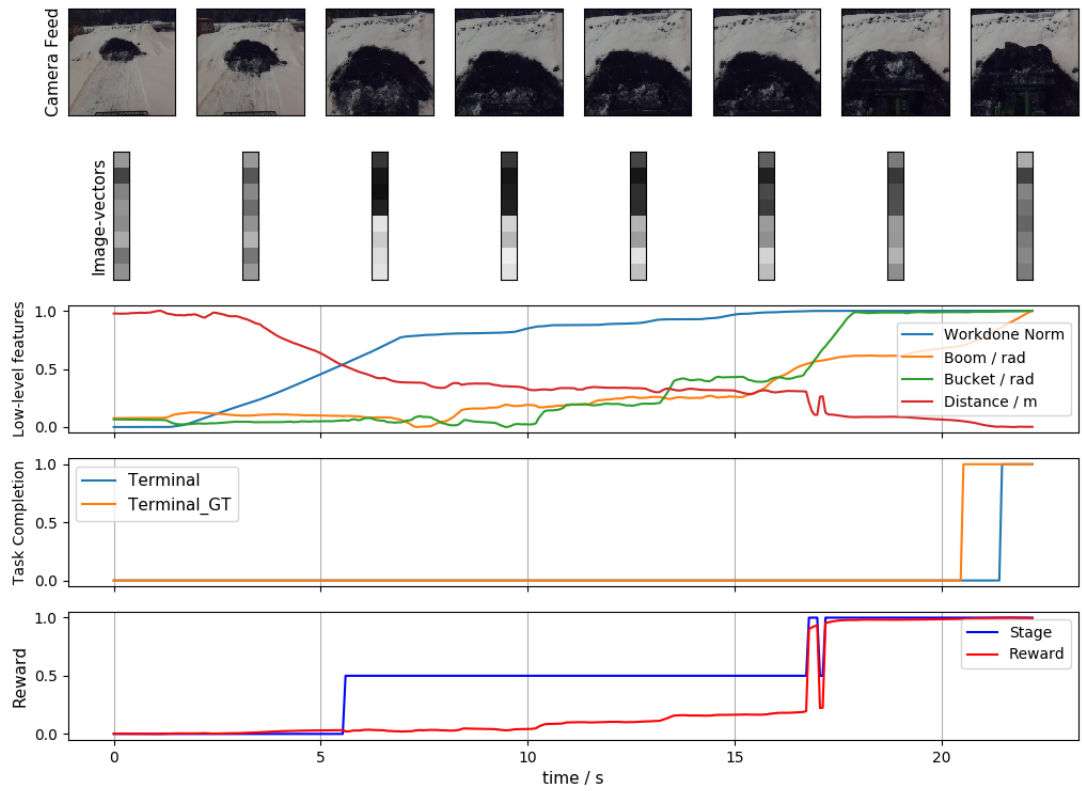 Camera Feed
Image-vectors
Low-level features
1.0
0.5
0.0
Workdone Norm
Boom / rad
Bucket / rad
Distance / m
Task Completion
1.0
0.5
0.0
Terminal
Terminal_GT
Reward
1.0
0.5
0.0
Stage
Reward
0 5 10 15 20
time / s